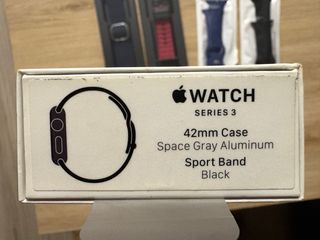 WATCH
SERIES 3
42mm Case
Space Gray Aluminum
Sport Band
Black